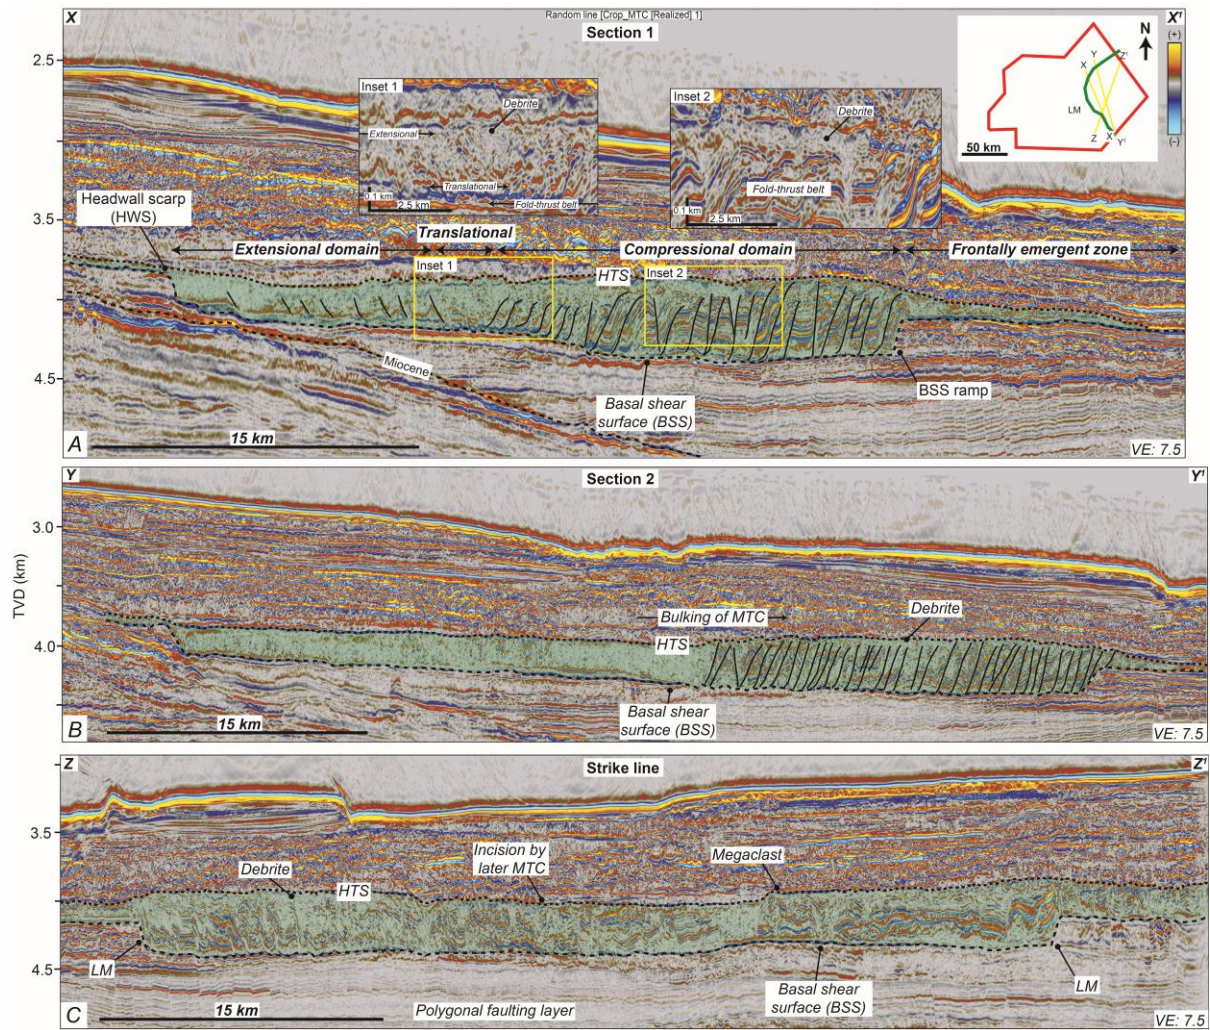 X
Random line [Crop_MTC [Realized] 1]
X¹
Section 1
N
(+)
(-)
Y
Z¹
X
LM
Z
X¹
Y¹
50 km
2.5
3.5
4.5
Inset 1
Debrite
Extensional
Translational
Fold-thrust belt
0.1 km
2.5 km
Inset 2
Debrite
Fold-thrust belt
0.1 km
2.5 km
Headwall scarp
(HWS)
Extensional domain
Translational
Compressional domain
Frontally emergent zone
Inset 1
HTS
Inset 2
Miocene
Basal shear
surface (BSS)
BSS ramp
A
15 km
VE: 7.5
Y
Section 2
Y¹
3.0
TVD (km)
4.0
Bulking of MTC
Debrite
HTS
Basal shear
surface (BSS)
B
15 km
VE: 7.5
Z
Strike line
Z¹
3.5
4.5
Debrite
HTS
Incision by
later MTC
Megaclast
LM
LM
Basal shear
surface (BSS)
C
15 km
Polygonal faulting layer
VE: 7.5